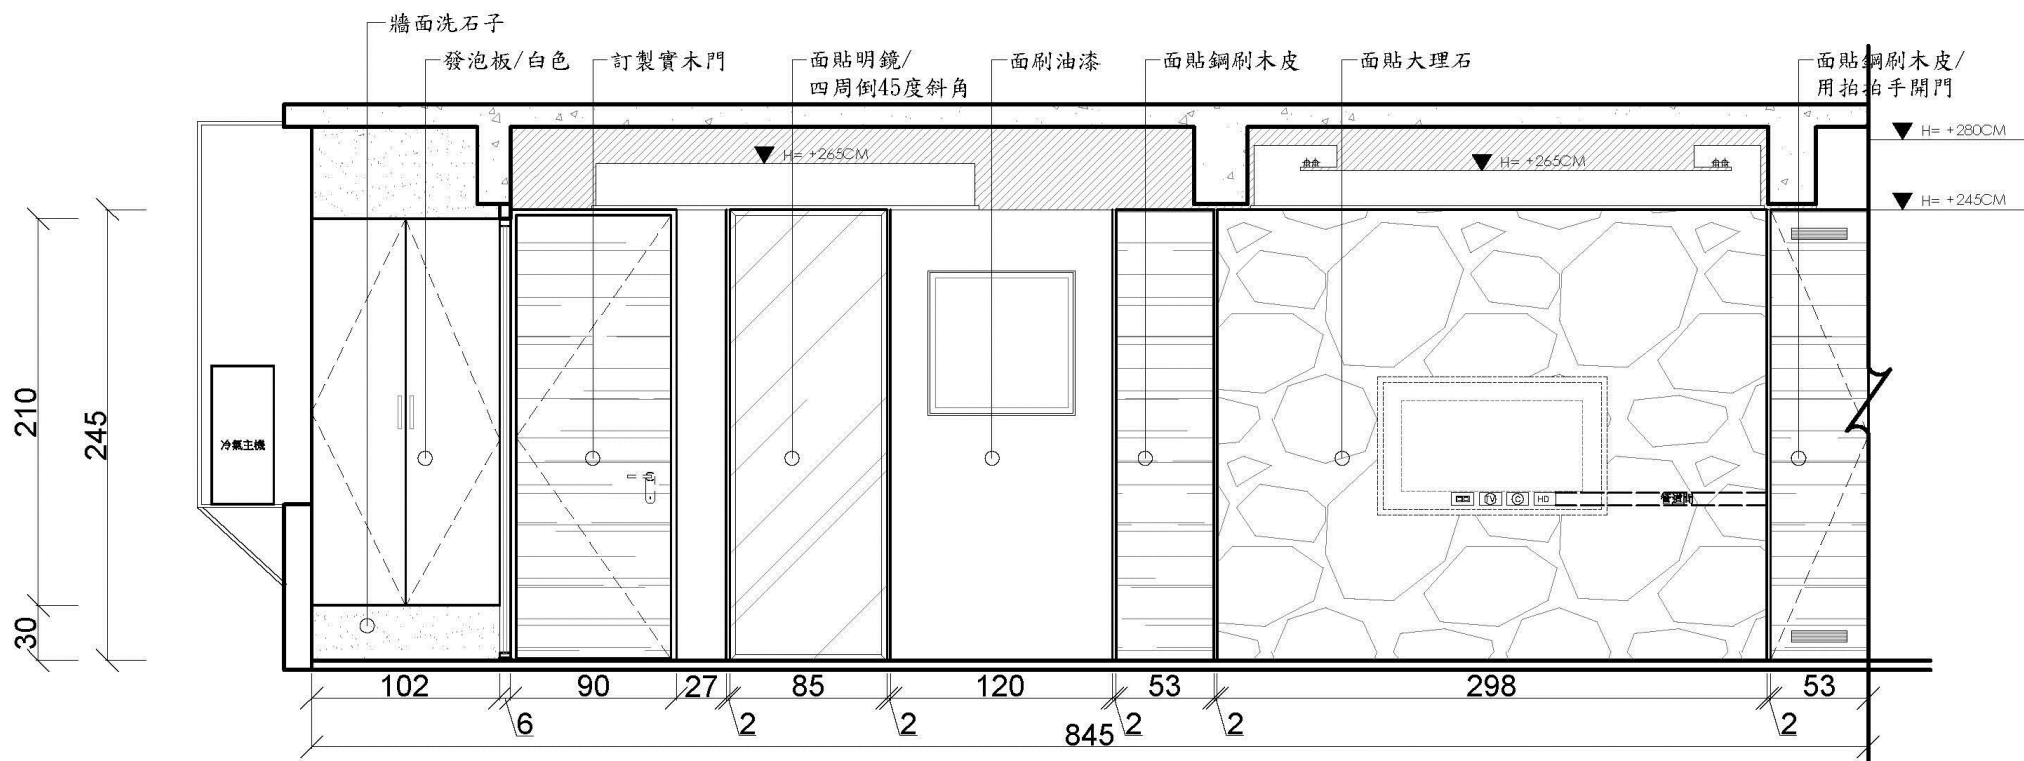 牆面洗石子
發泡板/白色
訂製實木門
面貼明鏡/
四周倒45度斜角
面刷油漆
面貼鋼刷木皮
面貼大理石
面貼鋼刷木皮/
用拍拍手開門
H= +280CM
H= +265CM
H= +265CM
H= +245CM
210
245
30
冷氣主機
TV
C
HD
管道間
102
90
27
85
120
53
298
53
6
2
2
2
2
2
845